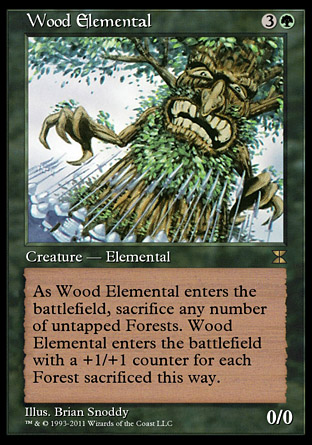 Wood Elemental 3
Creature — Elemental
As Wood Elemental enters the
battlefield, sacrifice any number
of untapped Forests. Wood
Elemental enters the battlefield
with a +1/+1 counter for each
Forest sacrificed this way.
Illus. Brian Snoddy
™ & © 1993-2011 Wizards of the Coast LLC
0/0